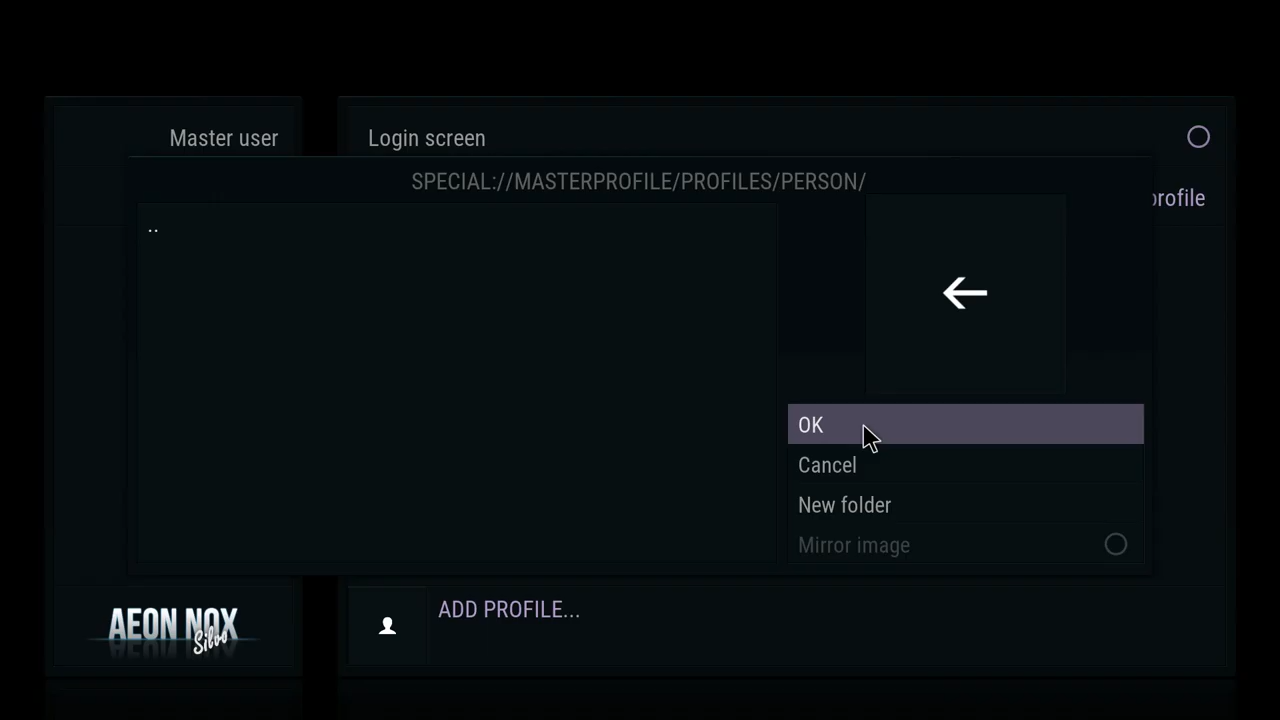 Master user
Login screen
SPECIAL://MASTERPROFILE/PROFILES/PERSON/
profile
..
OK
Cancel
New folder
Mirror image
ADD PROFILE...
AEON NOX
Silvo